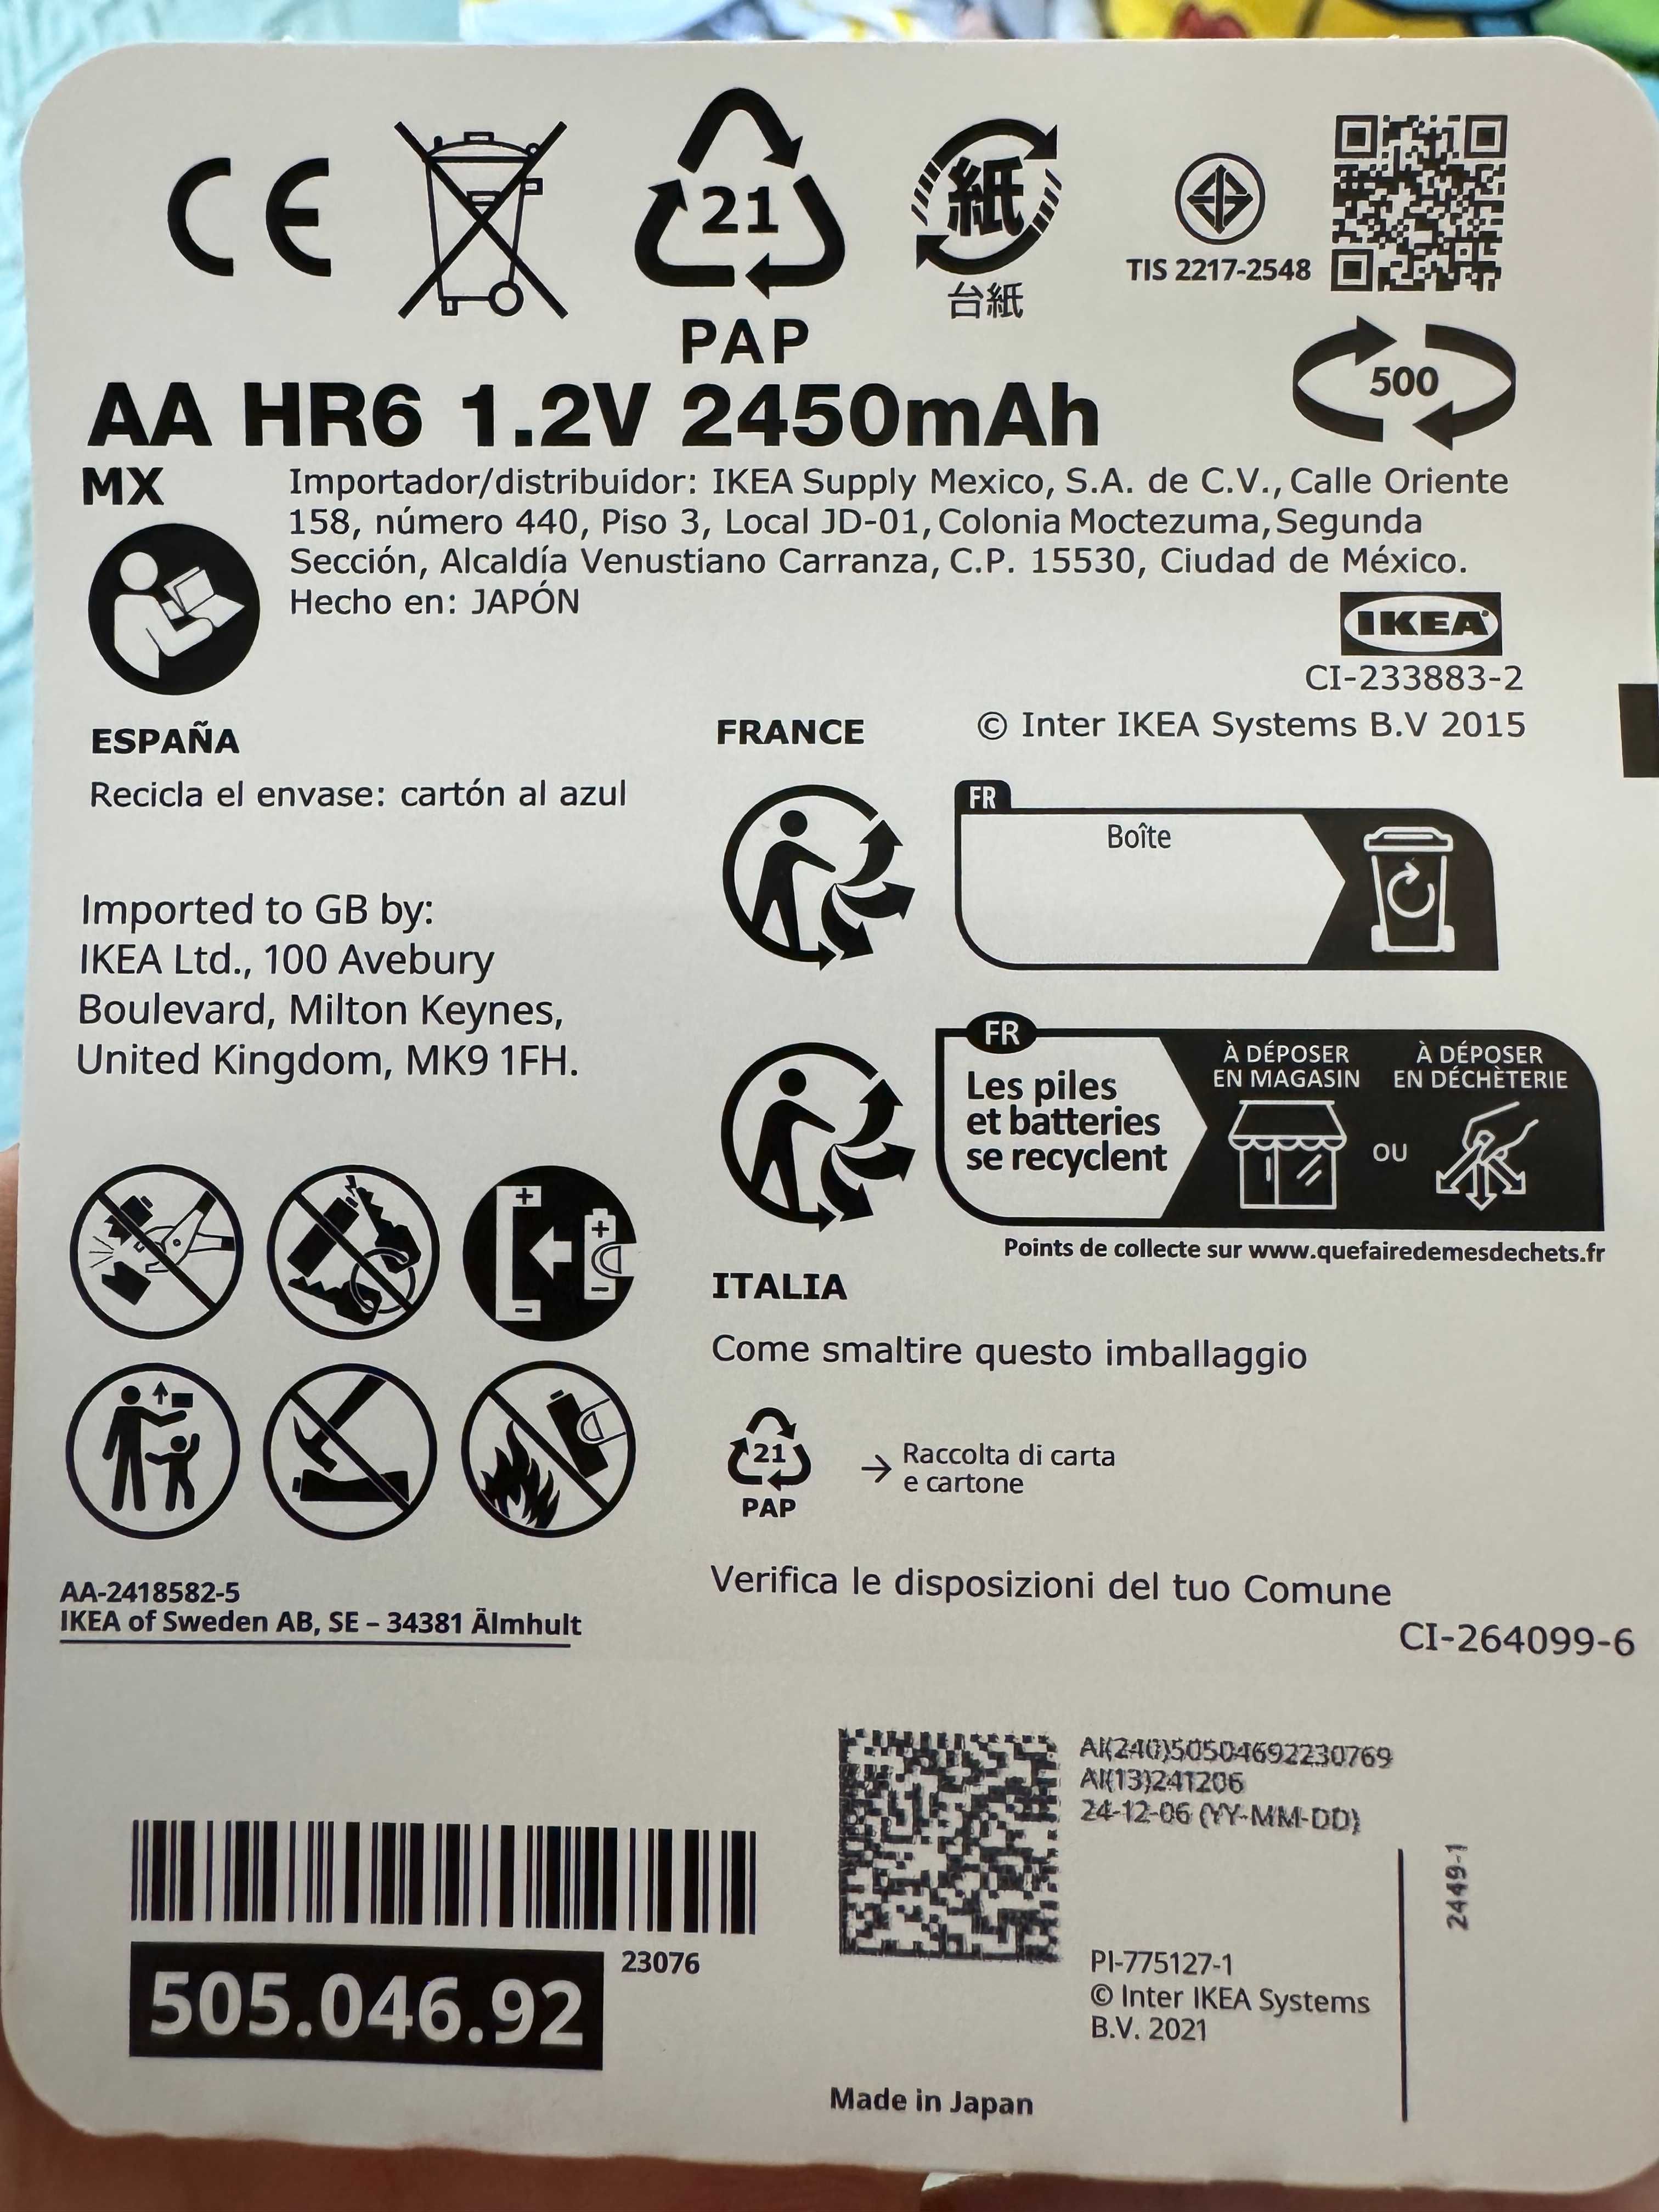 CE
21
PAP
紙
台紙
TIS 2217-2548
500
AA HR6 1.2V 2450mAh
MX
Importador/distribuidor: IKEA Supply Mexico, S.A. de C.V., Calle Oriente
158, número 440, Piso 3, Local JD-01, Colonia Moctezuma, Segunda
Sección, Alcaldía Venustiano Carranza, C.P. 15530, Ciudad de México.
Hecho en: JAPÓN
IKEA®
CI-233883-2
© Inter IKEA Systems B.V 2015
ESPAÑA
Recicla el envase: cartón al azul
Imported to GB by:
IKEA Ltd., 100 Avebury
Boulevard, Milton Keynes,
United Kingdom, MK9 1FH.
FRANCE
FR
Boîte
FR
Les piles
et batteries
se recyclent
À DÉPOSER
EN MAGASIN
OU
À DÉPOSER
EN DÉCHÈTERIE
Points de collecte sur www.quefairedemesdechets.fr
ITALIA
Come smaltire questo imballaggio
21
PAP
→ Raccolta di carta
e cartone
Verifica le disposizioni del tuo Comune
CI-264099-6
AA-2418582-5
IKEA of Sweden AB, SE – 34381 Älmhult
23076
505.046.92
AI(240)50504692230769
AI(13)241206
24-12-06 (YY-MM-DD)
PI-775127-1
© Inter IKEA Systems
B.V. 2021
2449-1
Made in Japan